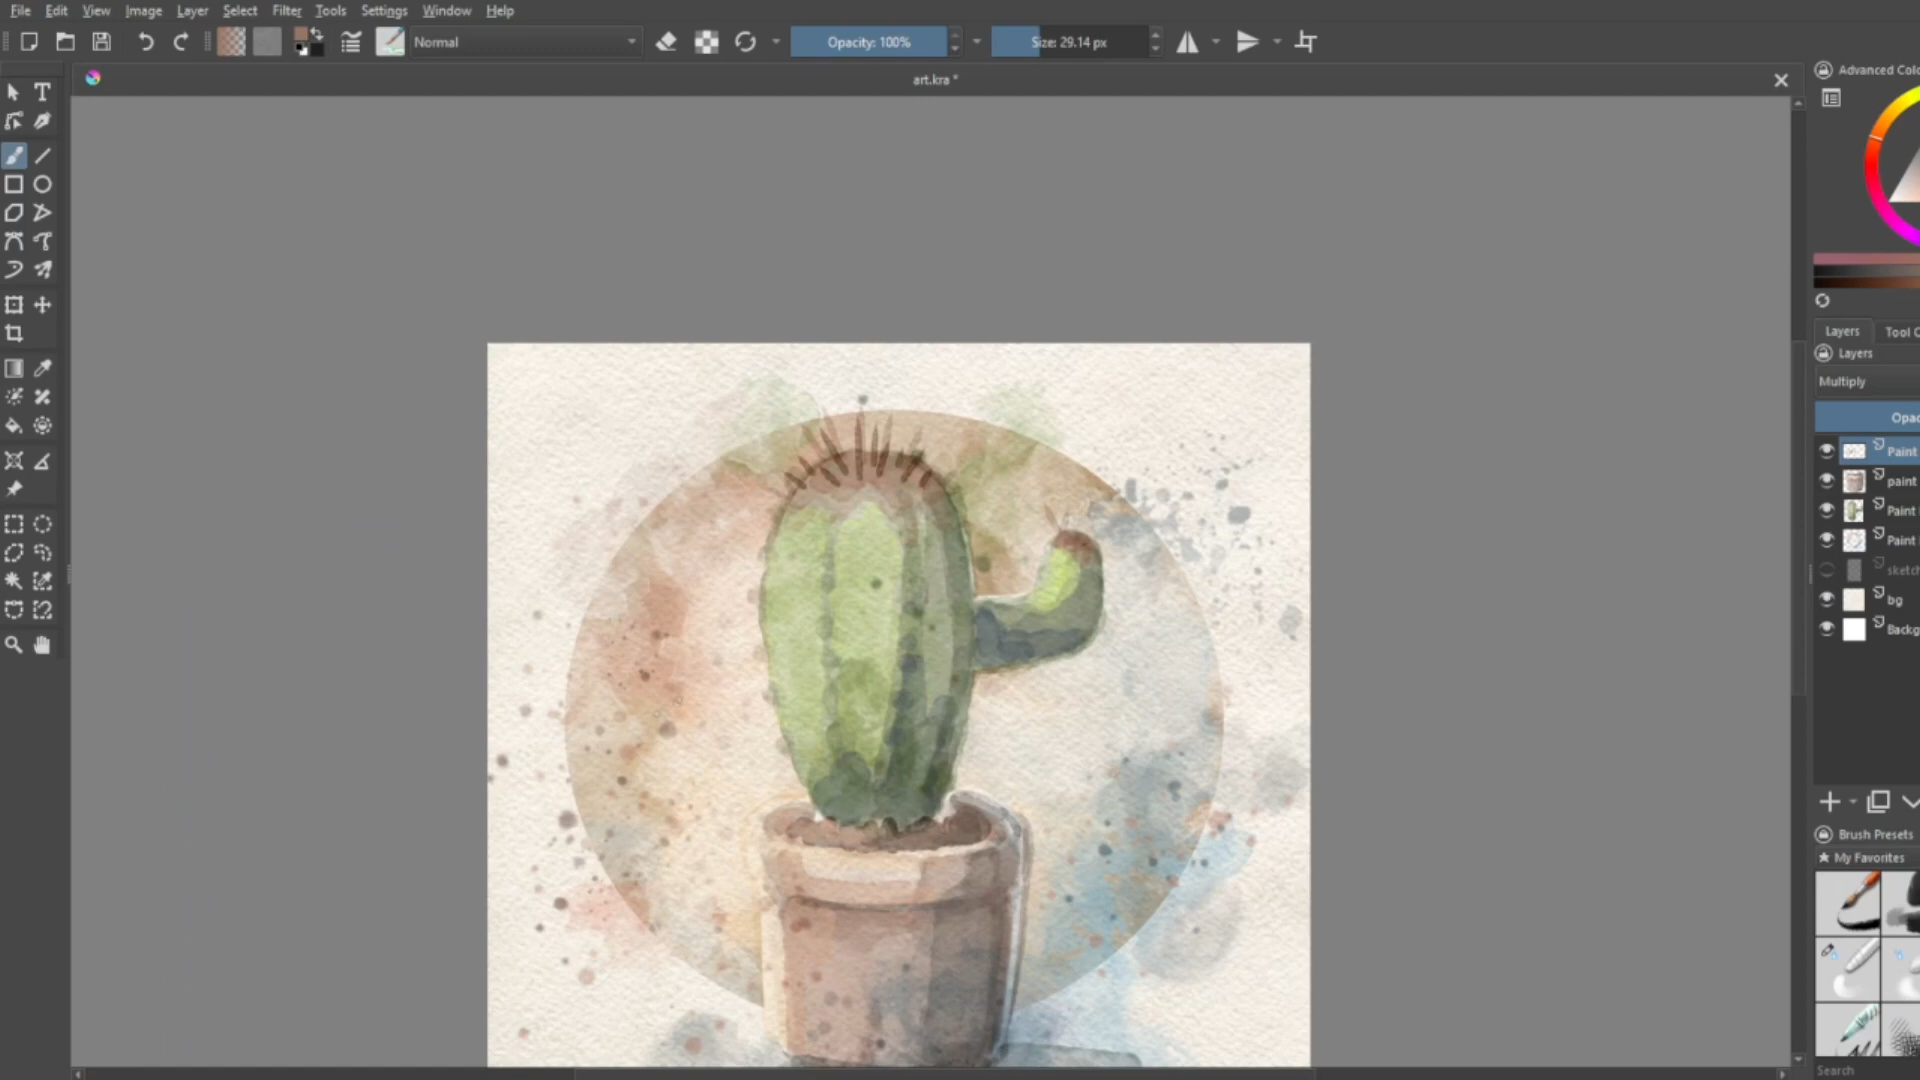 File Edit View Image Layer Select Filter Tools Settings Window Help
Normal
Opacity: 100%
Size: 29.14 px
art.kra *
Advanced Colo
Layers
Tool O
Layers
Multiply
Opac
Paint
paint
Paint
Paint
sketch
bg
Backg
Brush Presets
★ My Favorites
Search